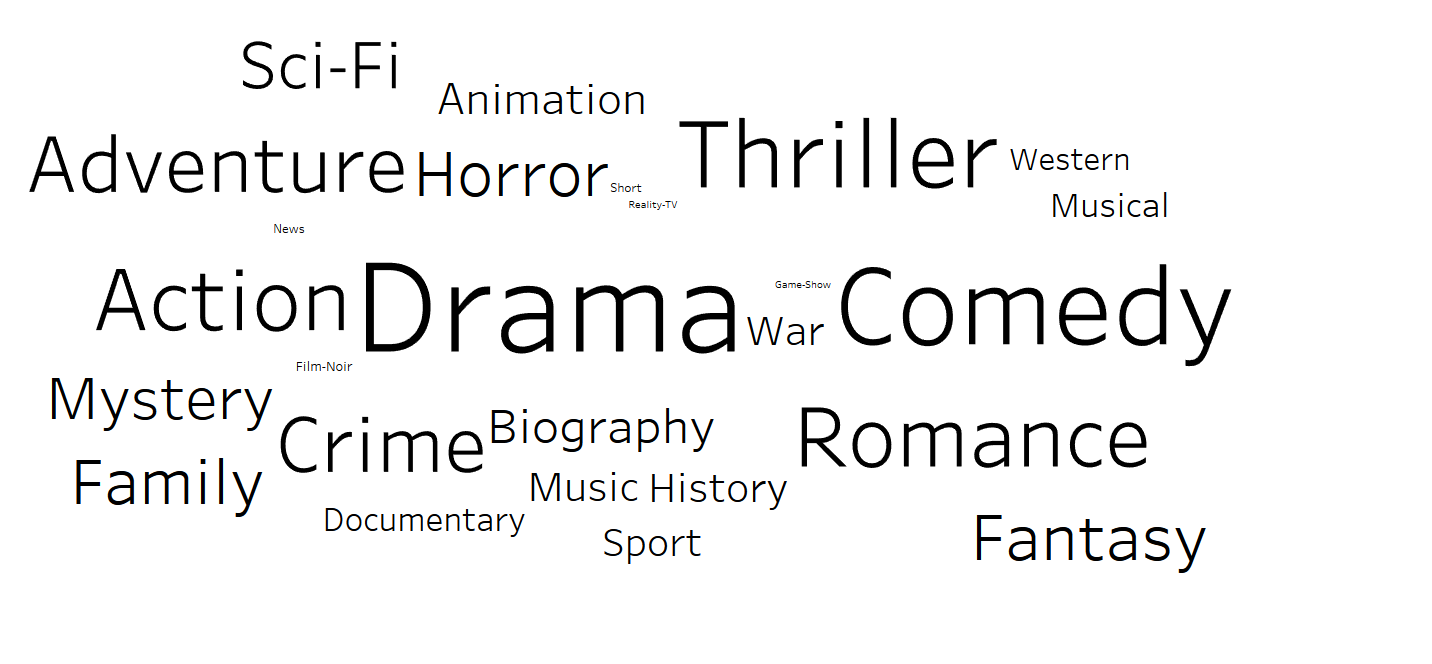 Sci-Fi
Animation
Adventure
Horror
Short
Reality-TV
Thriller
Western
Musical
News
Action
Drama
Game-Show
War
Comedy
Film-Noir
Mystery
Crime
Biography
Romance
Family
Music
History
Documentary
Sport
Fantasy